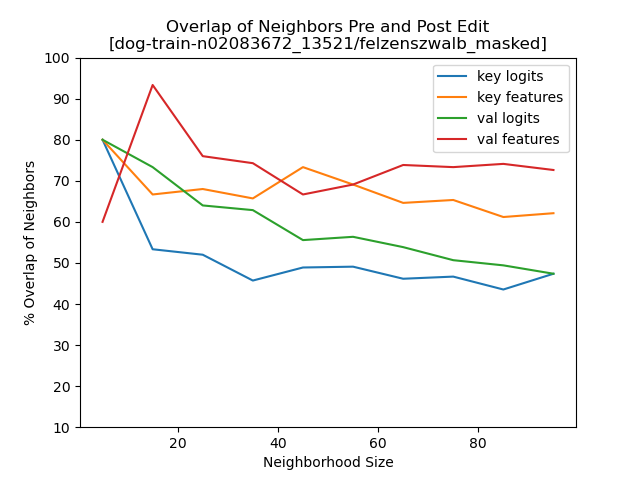 Overlap of Neighbors Pre and Post Edit
[dog-train-n02083672_13521/felzenszwalb_masked]
100
90
80
70
60
50
40
30
20
10
% Overlap of Neighbors
key logits
key features
val logits
val features
20 40 60 80
Neighborhood Size